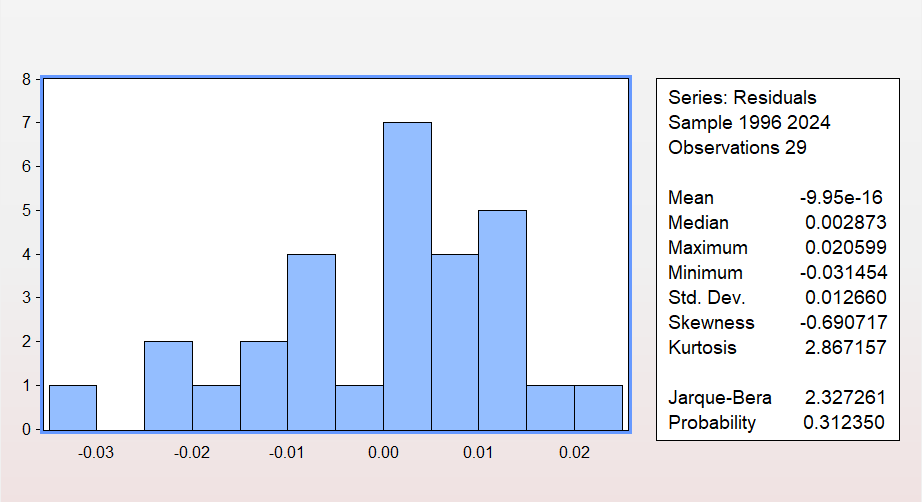 8
7
6
5
4
3
2
1
0
-0.03 -0.02 -0.01 0.00 0.01 0.02
Series: Residuals
Sample 1996 2024
Observations 29
Mean -9.95e-16
Median 0.002873
Maximum 0.020599
Minimum -0.031454
Std. Dev. 0.012660
Skewness -0.690717
Kurtosis 2.867157
Jarque-Bera 2.327261
Probability 0.312350